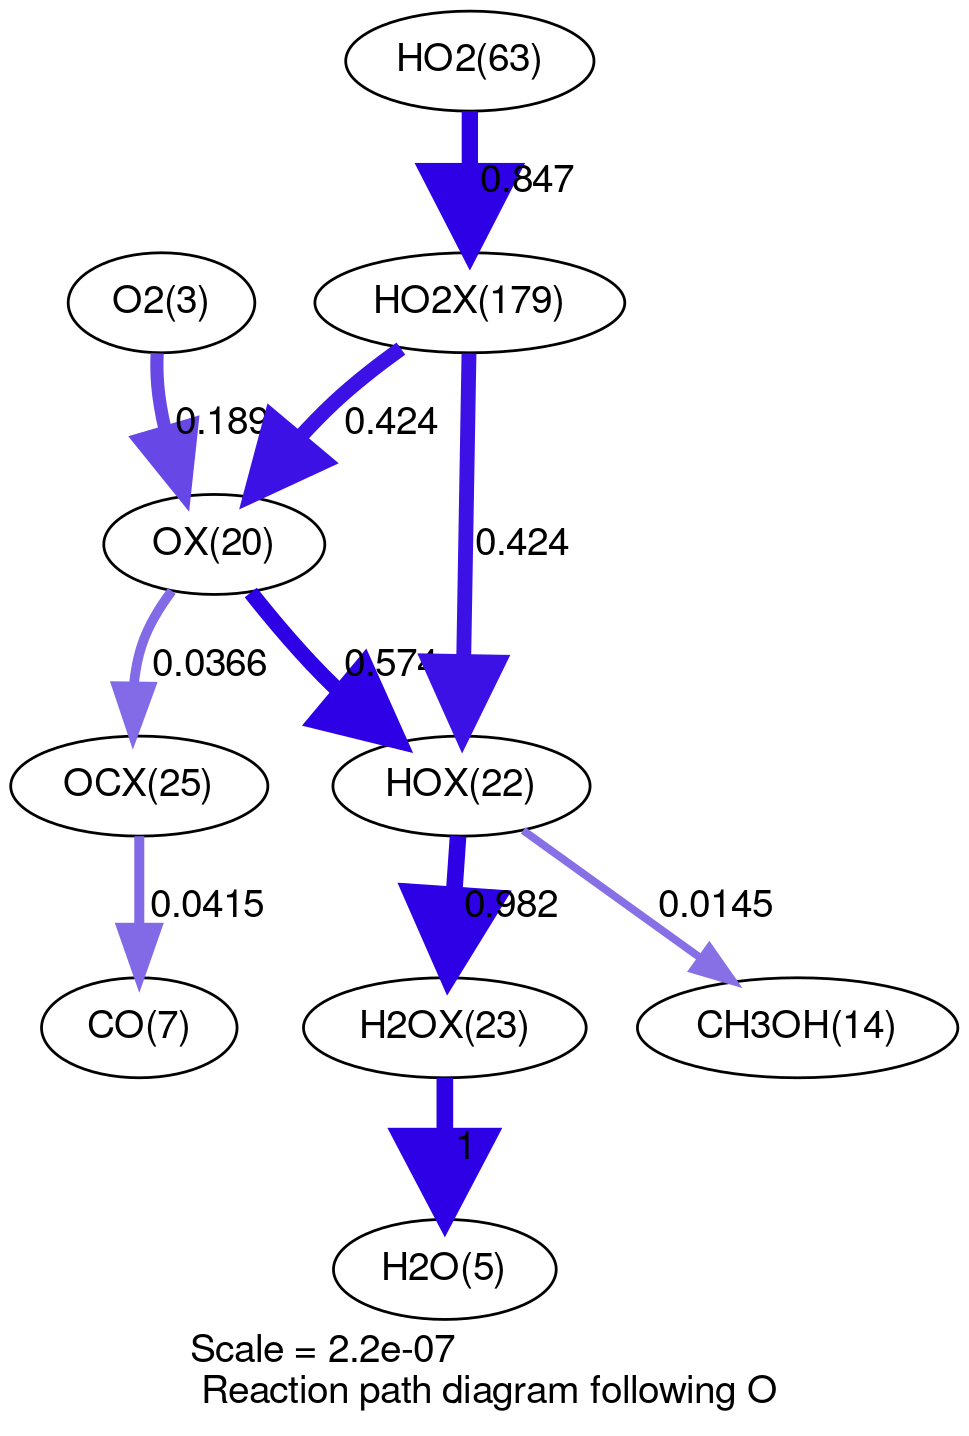 HO2(63)
0.847
O2(3)
HO2X(179)
0.189
0.424
OX(20)
0.424
0.0366
0.574
OCX(25)
HOX(22)
0.0415
0.982
0.0145
CO(7)
H2OX(23)
CH3OH(14)
1
H2O(5)
Scale = 2.2e-07
Reaction path diagram following O